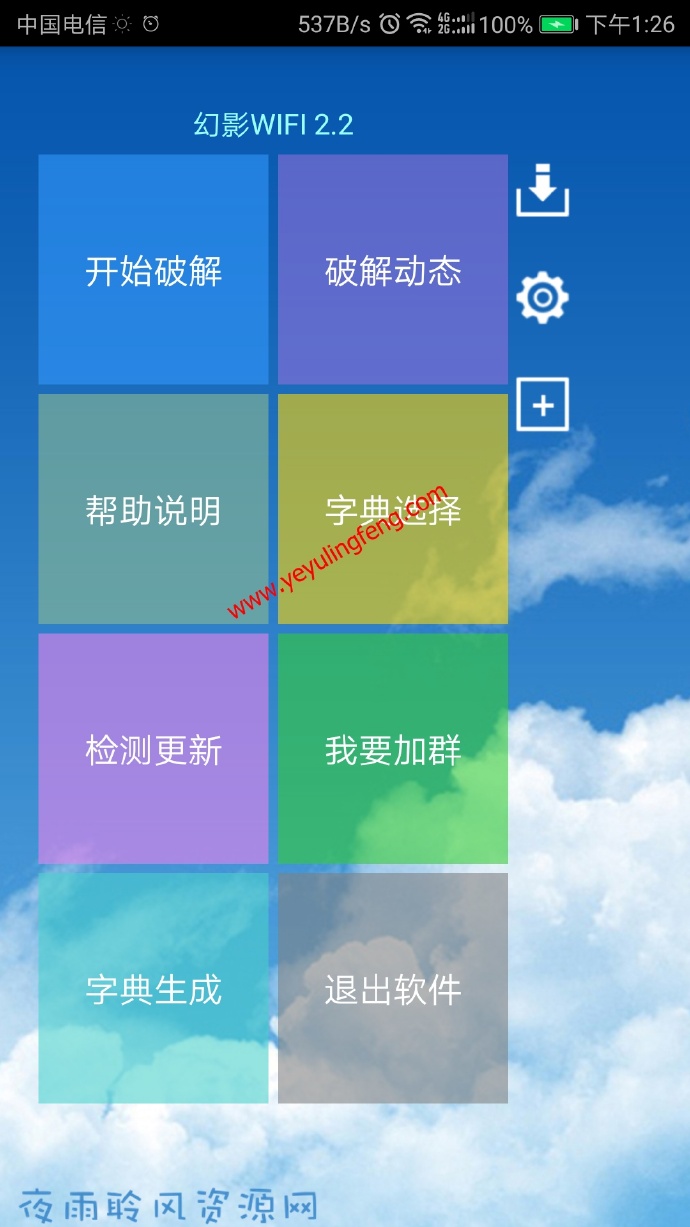 中国电信 537B/s 4G 2G 100% 下午1:26
幻影WIFI 2.2
开始破解 破解动态
帮助说明 字典选择
www.yeyulingfeng.com
检测更新 我要加群
字典生成 退出软件
夜雨聆风资源网